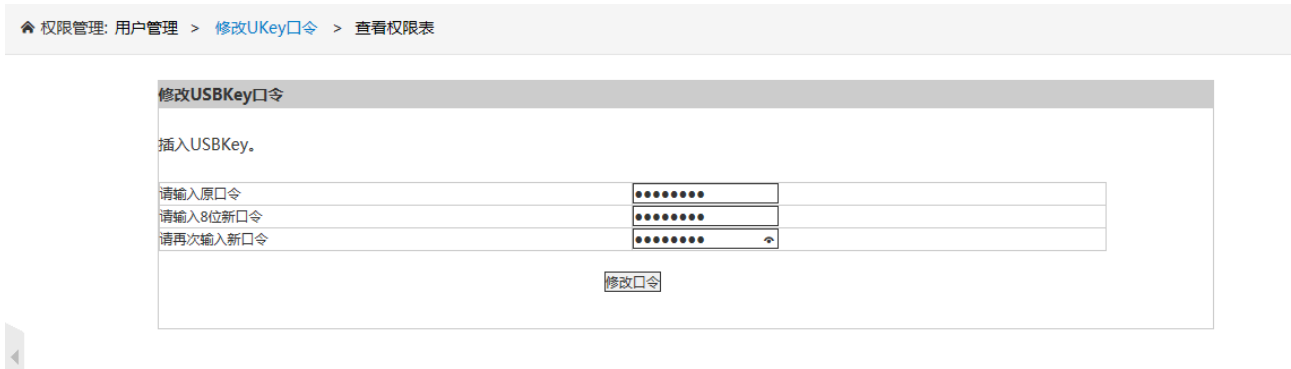 权限管理: 用户管理 > 修改UKey口令 > 查看权限表
修改USBKey口令
插入USBKey。
请输入原口令 ●●●●●●●●
请输入8位新口令 ●●●●●●●●
请再次输入新口令 ●●●●●●●●
修改口令